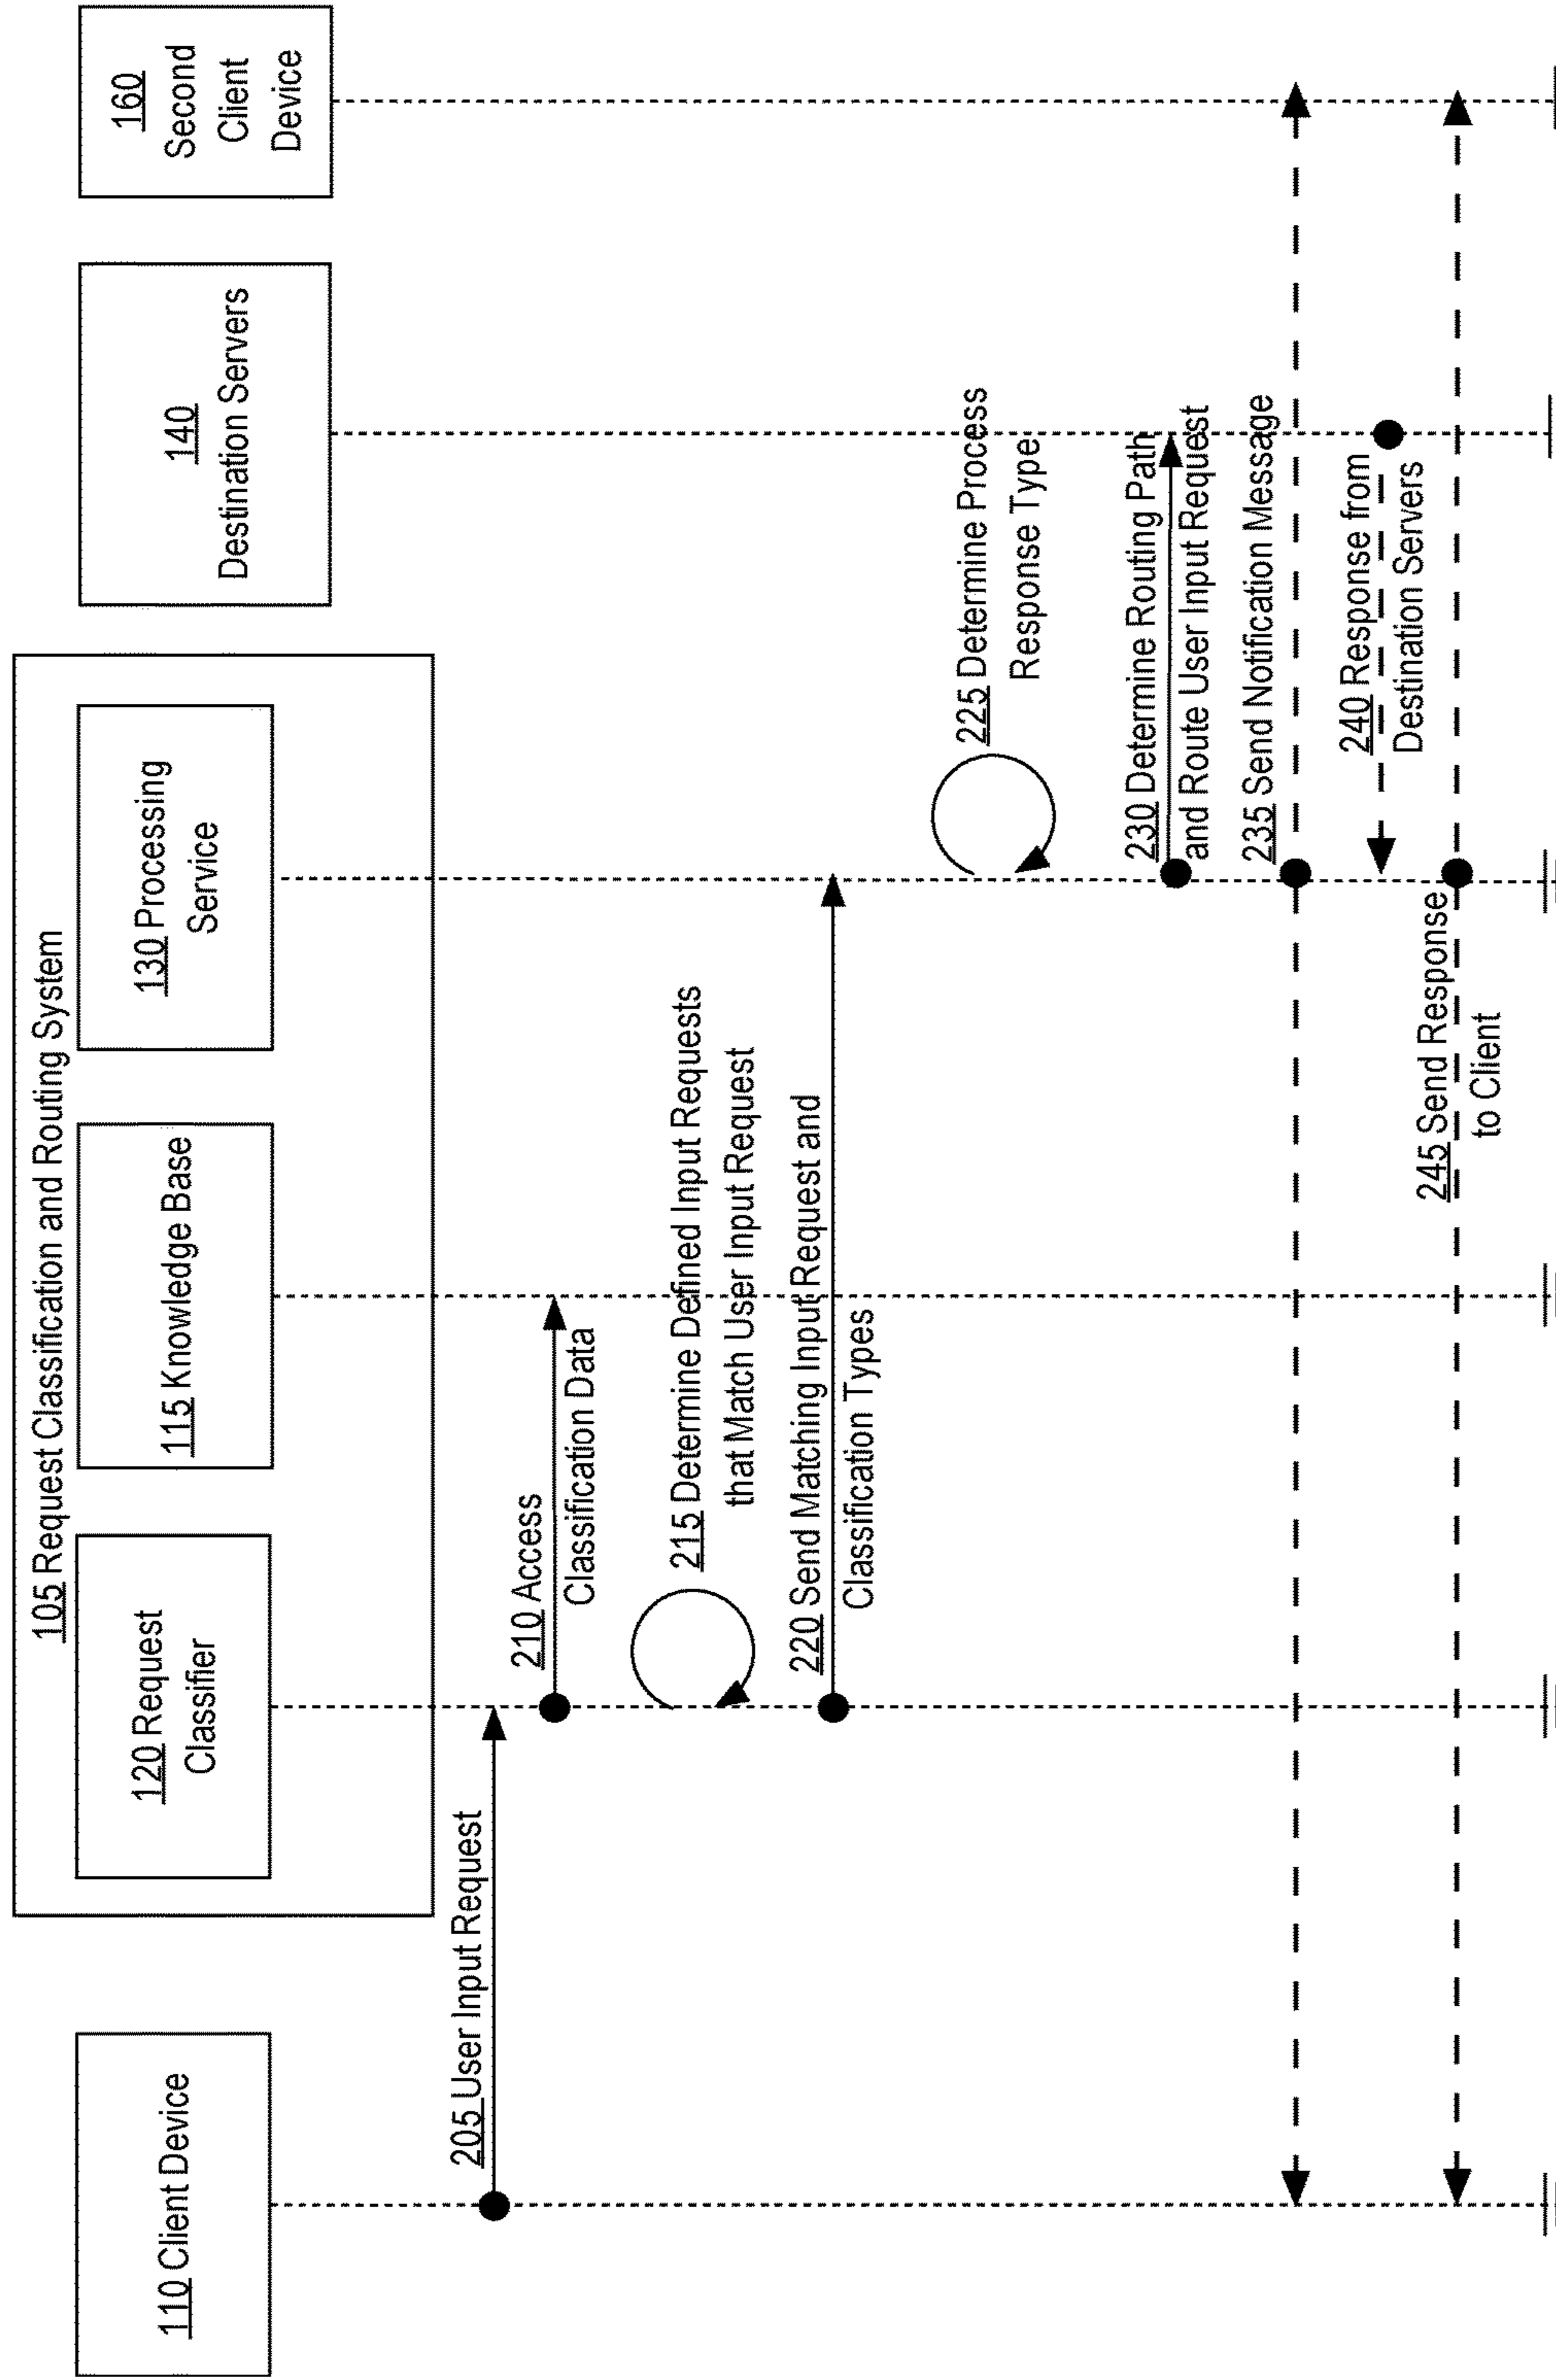 105 Request Classification and Routing System
110 Client Device
120 Request
Classifier
115 Knowledge Base
130 Processing
Service
140
Destination Servers
160
Second
Client
Device
205 User Input Request
210 Access
Classification Data
215 Determine Defined Input Requests
that Match User Input Request
220 Send Matching Input Request and
Classification Types
225 Determine Process
Response Type
230 Determine Routing Path
and Route User Input Request
235 Send Notification Message
240 Response from
Destination Servers
245 Send Response
to Client